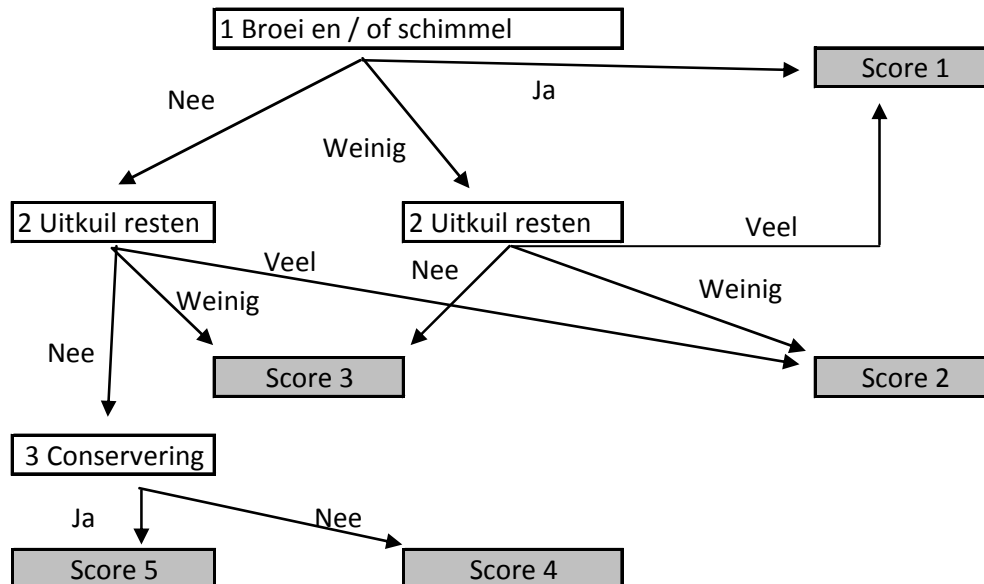 1 Broei en / of schimmel
Score 1
Nee
Ja
Weinig
2 Uitkuil resten
2 Uitkuil resten
Veel
Veel
Nee
Weinig
Weinig
Nee
Score 3
Score 2
3 Conservering
Ja
Nee
Score 5
Score 4